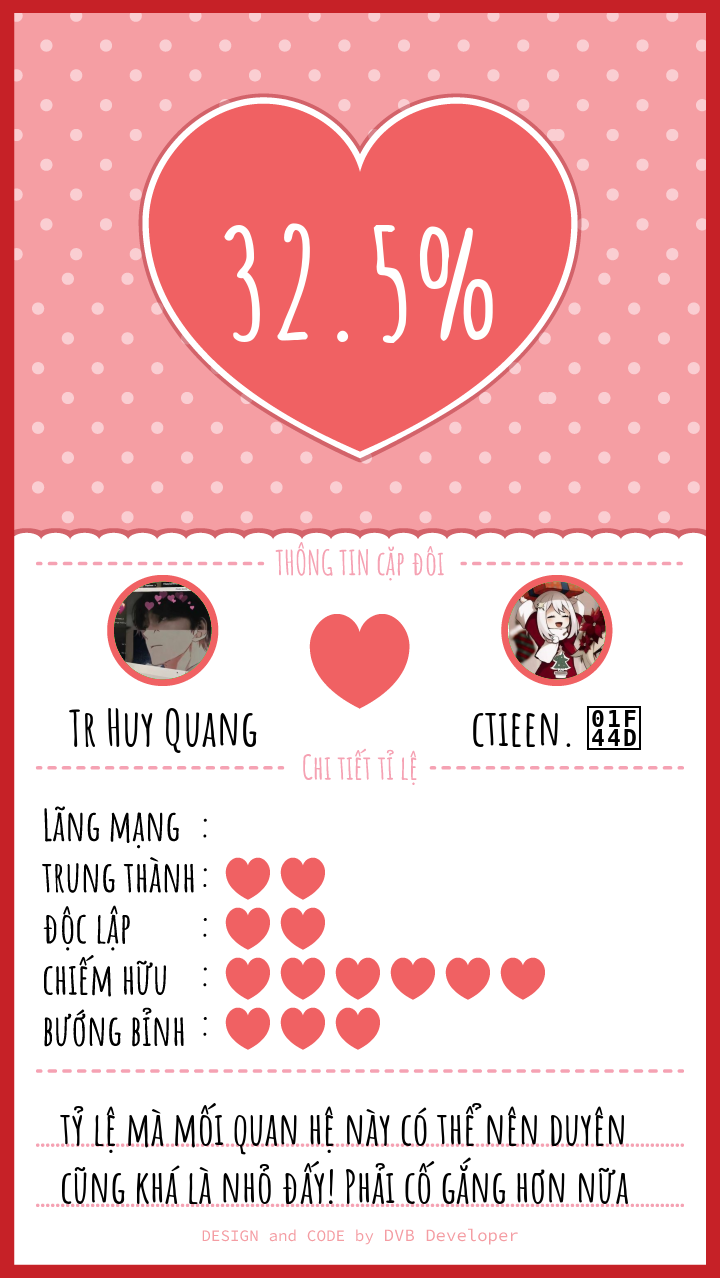 32.5%
THÔNG TIN CẶP ĐÔI
TR HUY QUANG
CTIEEN. 01F44D
CHI TIẾT TỈ LỆ
LÃNG MẠNG :
TRUNG THÀNH :
ĐỘC LẬP :
CHIẾM HỮU :
BƯỚNG BỈNH :
TỶ LỆ MÀ MỐI QUAN HỆ NÀY CÓ THỂ NÊN DUYÊN
CŨNG KHÁ LÀ NHỎ ĐẤY! PHẢI CỐ GẮNG HƠN NỮA
DESIGN and CODE by DVB Developer